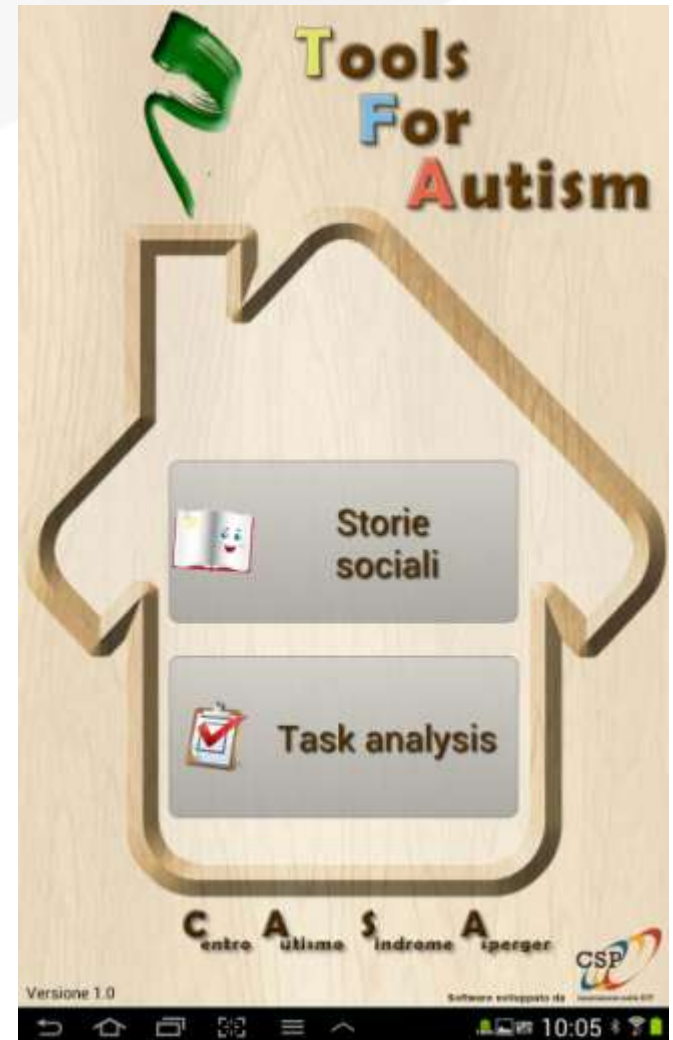 Tools
For
Autism
Storie
sociali
Task analysis
Centro Autismo Sindrome Asperger
CSP
Versione 1.0
Software sviluppato da
10:05